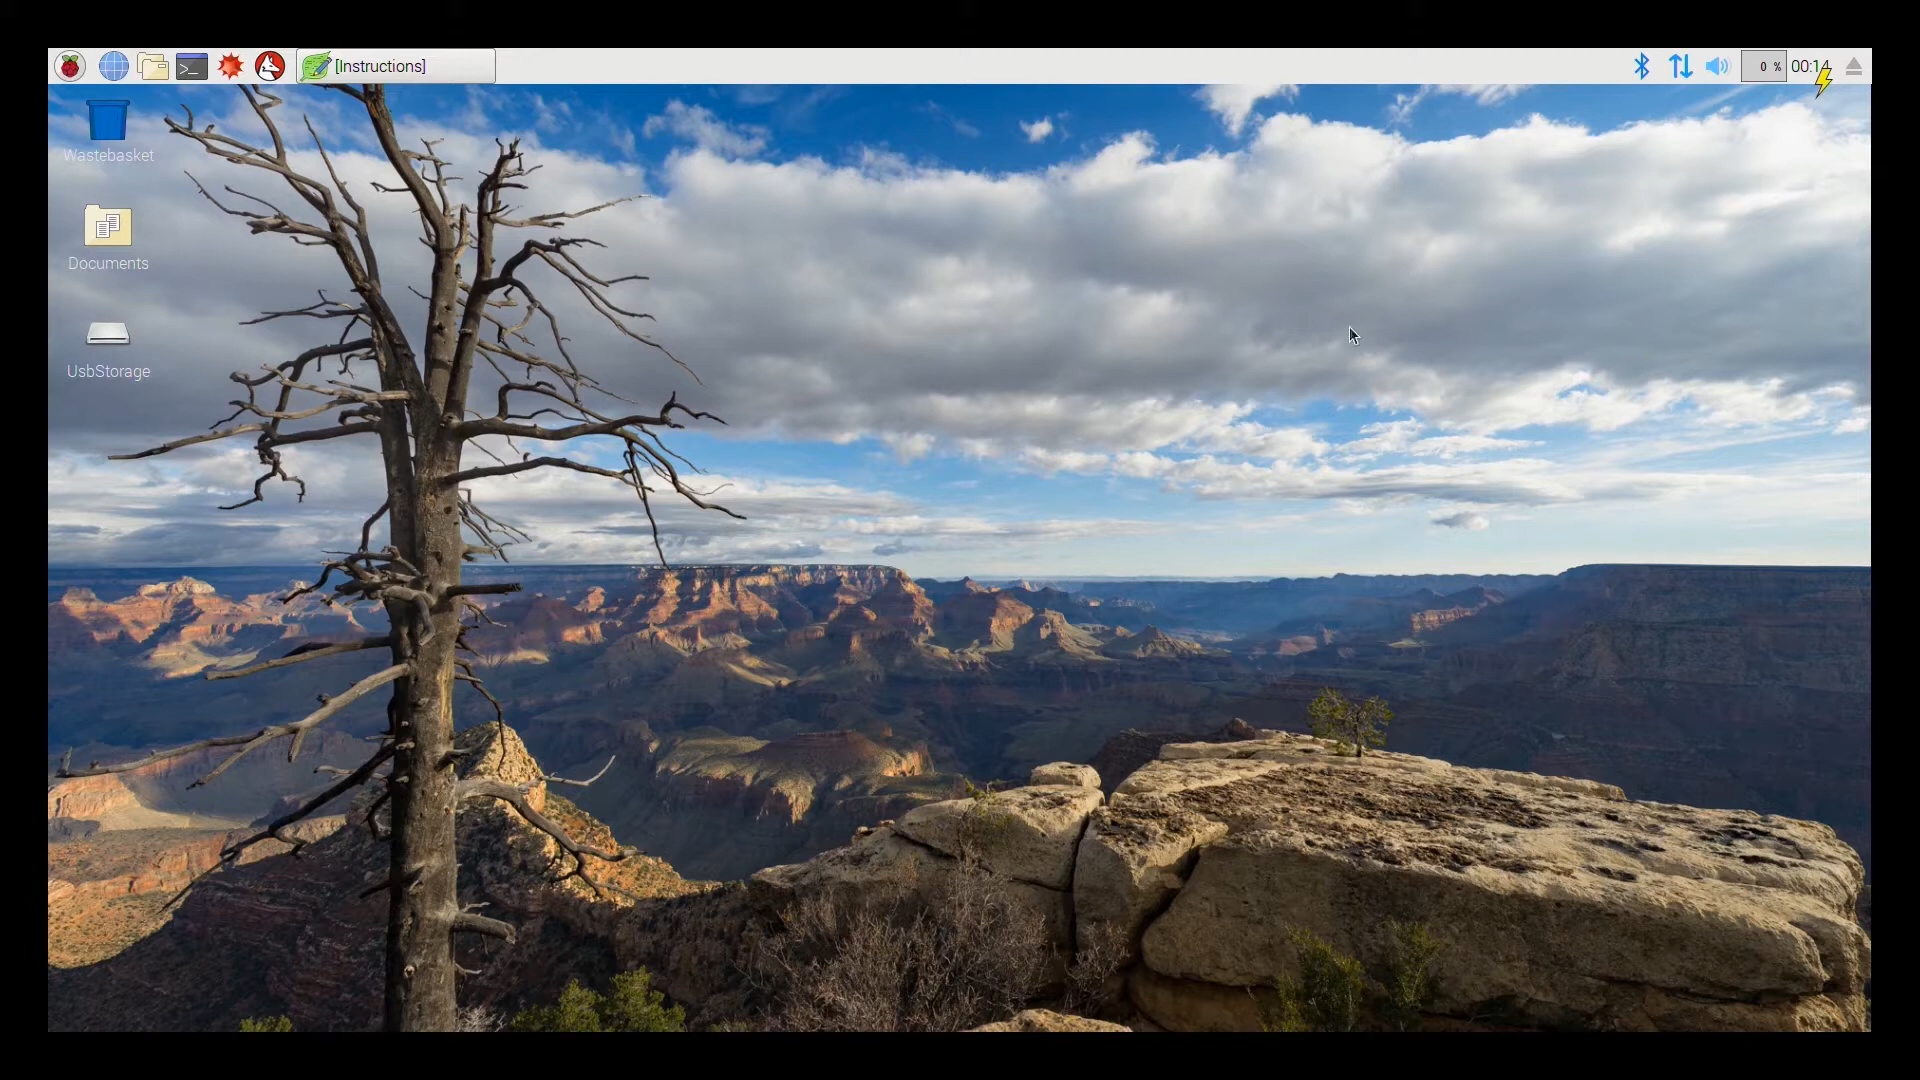 [Instructions]
0 %
00:14
Wastebasket
Documents
UsbStorage